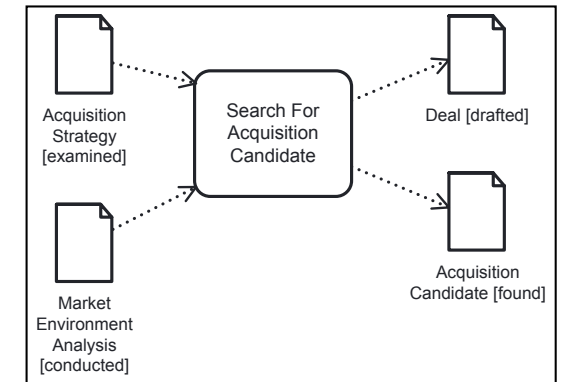 Acquisition
Strategy
[examined]
Search For
Acquisition
Candidate
Deal [drafted]
Market
Environment
Analysis
[conducted]
Acquisition
Candidate [found]